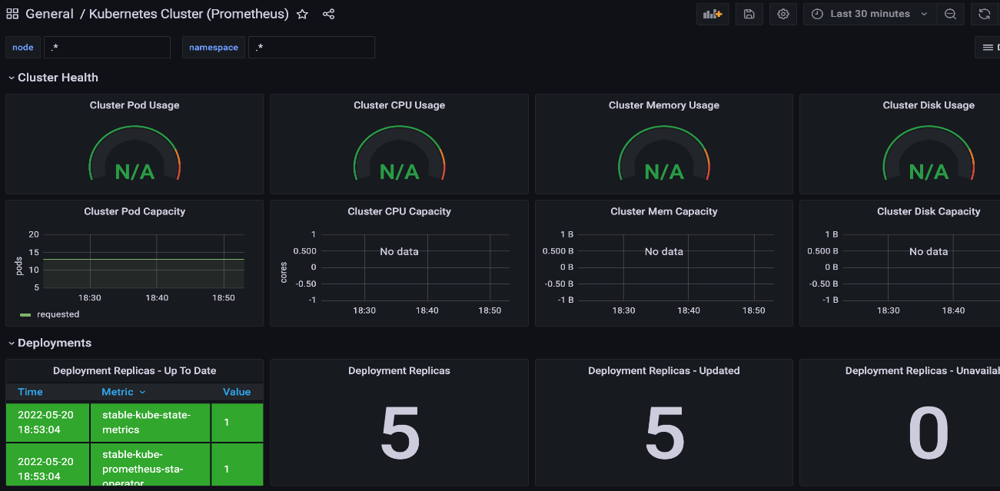 General / Kubernetes Cluster (Prometheus)
Last 30 minutes
node .* namespace .*
Cluster Health
Cluster Pod Usage
N/A
Cluster CPU Usage
N/A
Cluster Memory Usage
N/A
Cluster Disk Usage
N/A
Cluster Pod Capacity
20
15
10
5
pods
18:30 18:40 18:50
requested
Cluster CPU Capacity
1
0.500
0
-0.50
-1
cores
No data
18:30 18:40 18:50
Cluster Mem Capacity
1 B
0.500 B
0 B
-0.50 B
-1 B
No data
18:30 18:40 18:50
Cluster Disk Capacity
1 B
0.500 B
0 B
-0.50 B
-1 B
No data
18:30 18:40
Deployments
Deployment Replicas - Up To Date
Time Metric Value
2022-05-20
18:53:04
stable-kube-state-
metrics
1
2022-05-20
18:53:04
stable-kube-
prometheus-sta-
operator
1
Deployment Replicas
5
Deployment Replicas - Updated
5
Deployment Replicas -
0